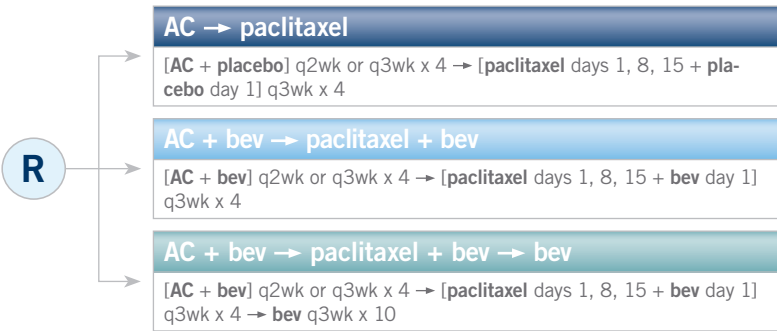 AC → paclitaxel
[AC + placebo] q2wk or q3wk x 4 → [paclitaxel days 1, 8, 15 + pla-
cebo day 1] q3wk x 4
R
AC + bev → paclitaxel + bev
[AC + bev] q2wk or q3wk x 4 → [paclitaxel days 1, 8, 15 + bev day 1]
q3wk x 4
AC + bev → paclitaxel + bev → bev
[AC + bev] q2wk or q3wk x 4 → [paclitaxel days 1, 8, 15 + bev day 1]
q3wk x 4 → bev q3wk x 10